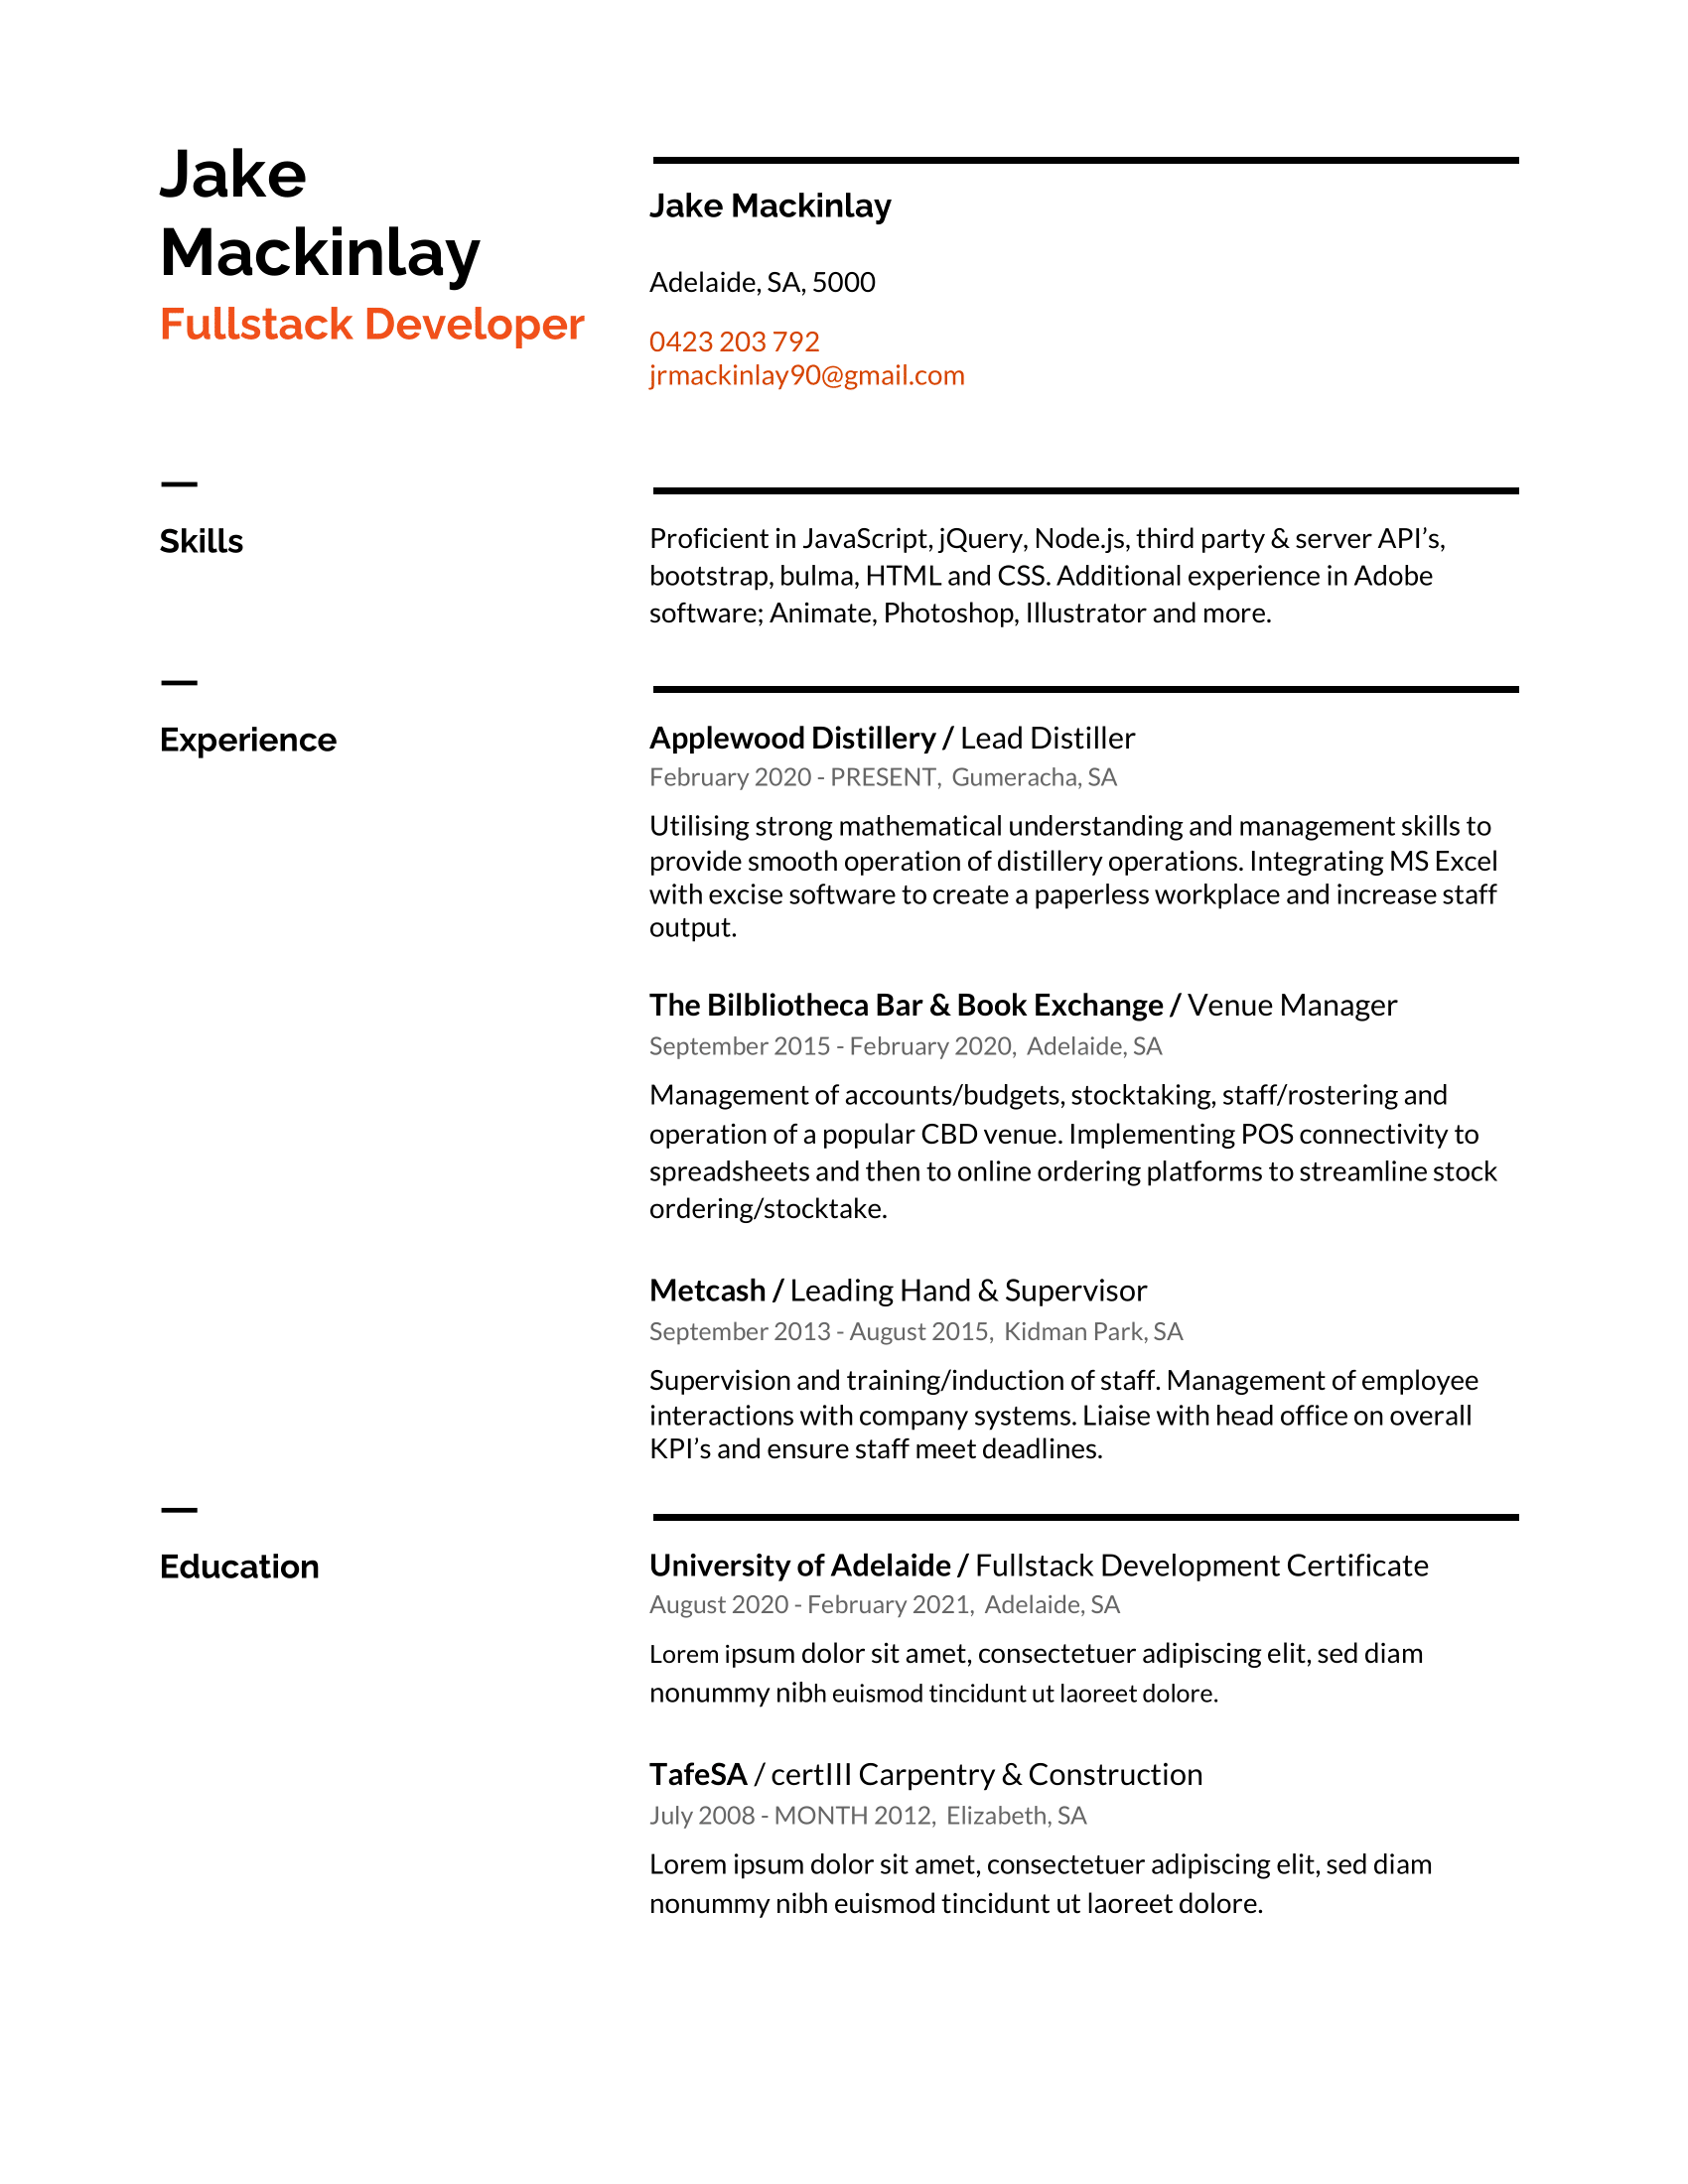 Jake
Mackinlay
Fullstack Developer
Jake Mackinlay
Adelaide, SA, 5000
0423 203 792
jrmackinlay90@gmail.com
—
Skills
Proficient in JavaScript, jQuery, Node.js, third party & server API’s,
bootstrap, bulma, HTML and CSS. Additional experience in Adobe
software; Animate, Photoshop, Illustrator and more.
—
Experience
Applewood Distillery / Lead Distiller
February 2020 - PRESENT, Gumeracha, SA
Utilising strong mathematical understanding and management skills to
provide smooth operation of distillery operations. Integrating MS Excel
with excise software to create a paperless workplace and increase staff
output.
The Bilbliotheca Bar & Book Exchange / Venue Manager
September 2015 - February 2020, Adelaide, SA
Management of accounts/budgets, stocktaking, staff/rostering and
operation of a popular CBD venue. Implementing POS connectivity to
spreadsheets and then to online ordering platforms to streamline stock
ordering/stocktake.
Metcash / Leading Hand & Supervisor
September 2013 - August 2015, Kidman Park, SA
Supervision and training/induction of staff. Management of employee
interactions with company systems. Liaise with head office on overall
KPI’s and ensure staff meet deadlines.
—
Education
University of Adelaide / Fullstack Development Certificate
August 2020 - February 2021, Adelaide, SA
Lorem ipsum dolor sit amet, consectetuer adipiscing elit, sed diam
nonummy nibh euismod tincidunt ut laoreet dolore.
TafeSA / certIII Carpentry & Construction
July 2008 - MONTH 2012, Elizabeth, SA
Lorem ipsum dolor sit amet, consectetuer adipiscing elit, sed diam
nonummy nibh euismod tincidunt ut laoreet dolore.